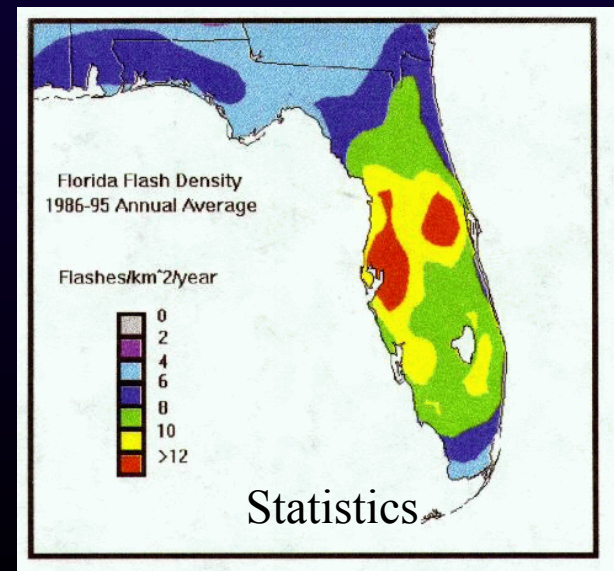 Florida Flash Density
1986-95 Annual Average
Flashes/km^2/year
0
2
4
6
8
10
>12
Statistics